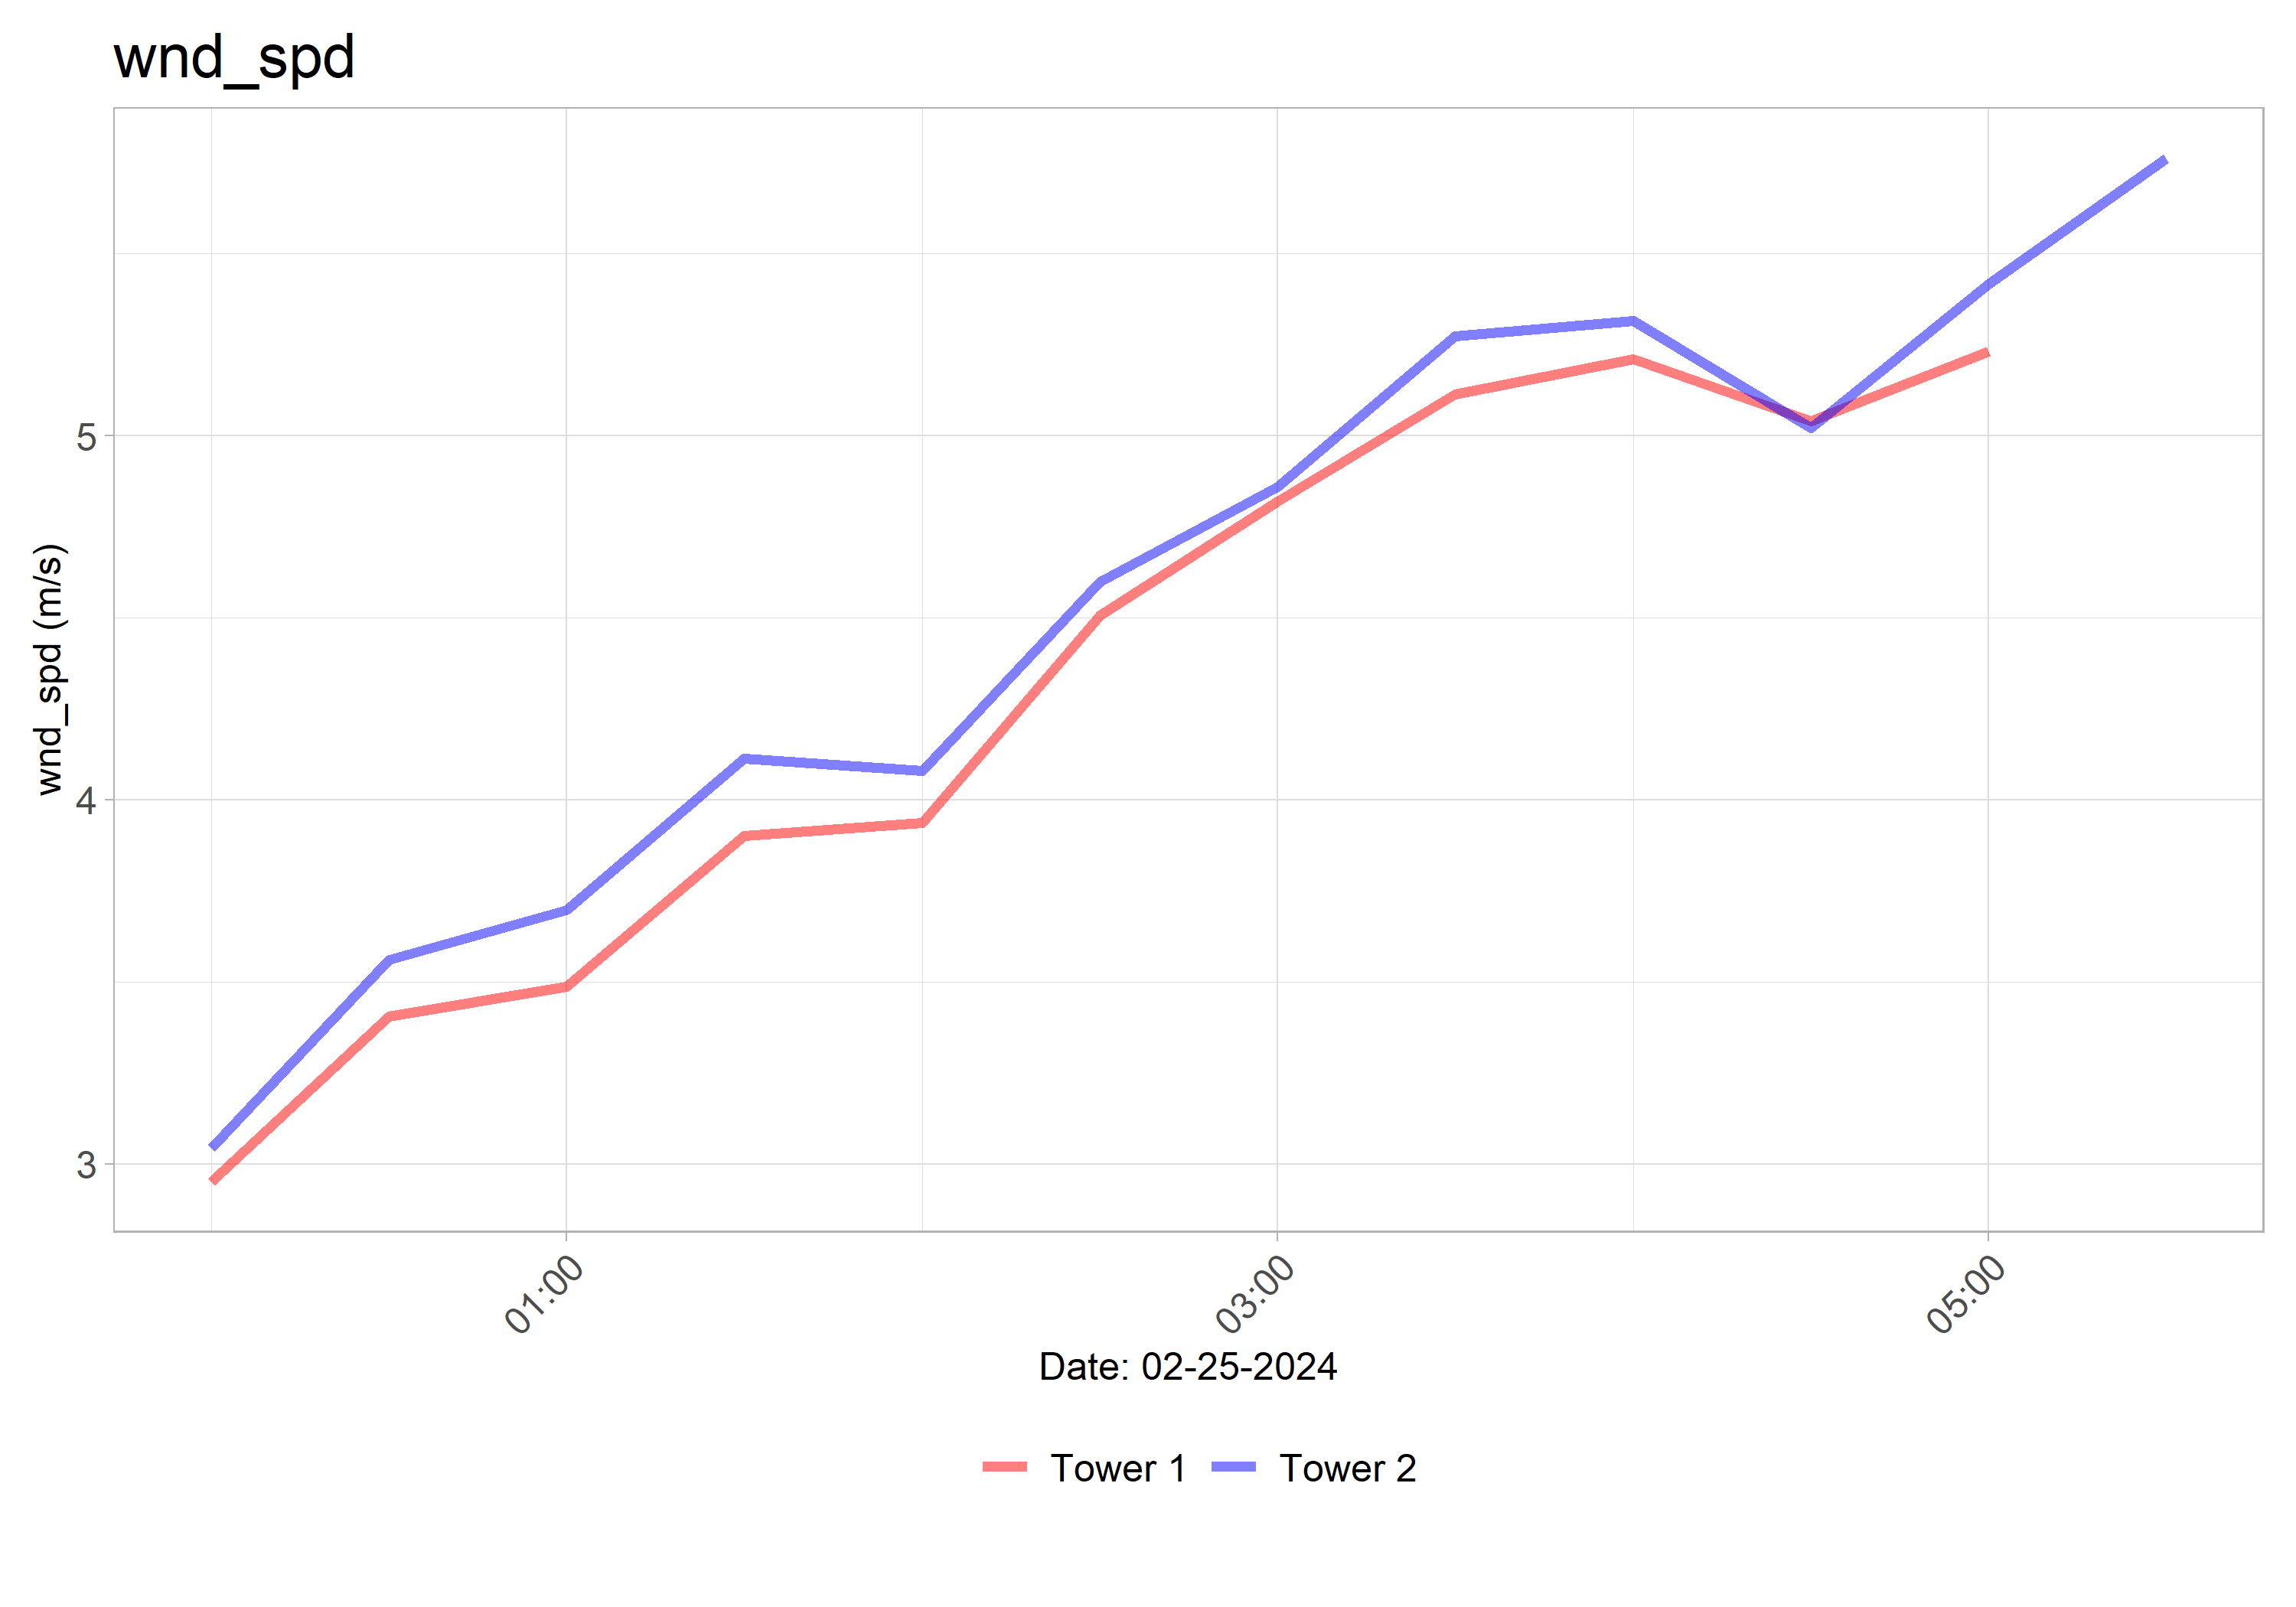 wnd_spd
wnd_spd (m/s)
5
4
3
01:00
03:00
05:00
Date: 02-25-2024
Tower 1
Tower 2